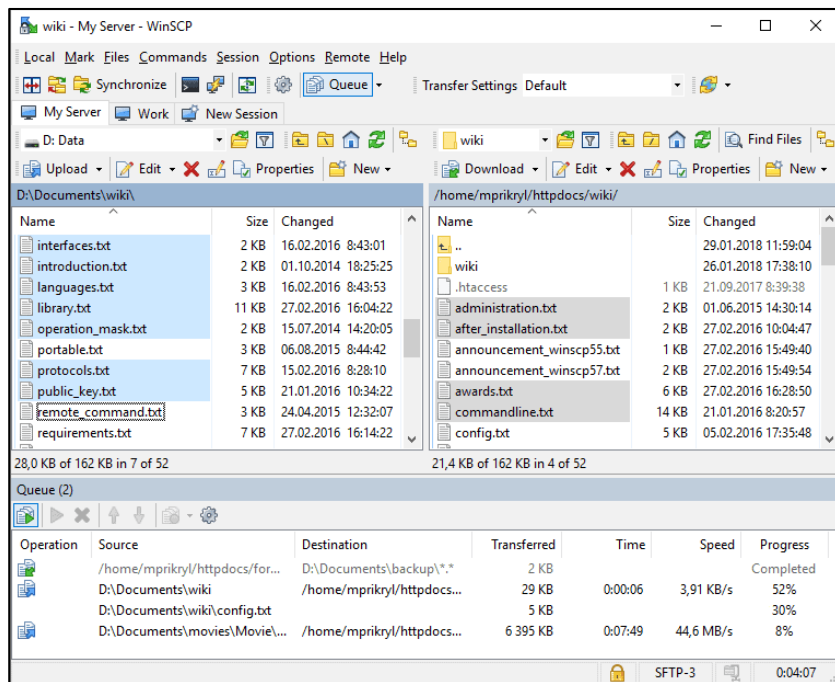 wiki - My Server - WinSCP
Local Mark Files Commands Session Options Remote Help
Synchronize Queue Transfer Settings Default
My Server Work New Session
D: Data wiki Find Files
Upload Edit Properties New Download Edit Properties New
D:\Documents\wiki\ /home/mprikryl/httpdocs/wiki/
Name Size Changed Name Size Changed
interfaces.txt 2 KB 16.02.2016 8:43:01 .. 29.01.2018 11:59:04
introduction.txt 2 KB 01.10.2014 18:25:25 wiki 26.01.2018 17:38:10
languages.txt 3 KB 16.02.2016 8:43:53 .htaccess 1 KB 21.09.2017 8:39:38
library.txt 11 KB 27.02.2016 16:04:22 administration.txt 2 KB 01.06.2015 14:30:14
operation_mask.txt 2 KB 15.07.2014 14:20:05 after_installation.txt 2 KB 27.02.2016 10:04:47
portable.txt 3 KB 06.08.2015 8:44:42 announcement_winscp55.txt 1 KB 27.02.2016 15:49:40
protocols.txt 7 KB 15.02.2016 8:28:10 announcement_winscp57.txt 2 KB 27.02.2016 15:49:54
public_key.txt 5 KB 21.01.2016 10:34:22 awards.txt 6 KB 27.02.2016 16:28:50
remote_command.txt 3 KB 24.04.2015 12:32:07 commandline.txt 14 KB 21.01.2016 8:20:57
requirements.txt 7 KB 27.02.2016 16:14:22 config.txt 5 KB 05.02.2016 17:35:48
28,0 KB of 162 KB in 7 of 52 21,4 KB of 162 KB in 4 of 52
Queue (2)
Operation Source Destination Transferred Time Speed Progress
/home/mprikryl/httpdocs/for... D:\Documents\backup\*.* 2 KB Completed
D:\Documents\wiki /home/mprikryl/httpdocs... 29 KB 0:00:06 3,91 KB/s 52%
D:\Documents\wiki\config.txt 5 KB 30%
D:\Documents\movies\Movie\... /home/mprikryl/httpdocs... 6 395 KB 0:07:49 44,6 MB/s 8%
SFTP-3 0:04:07